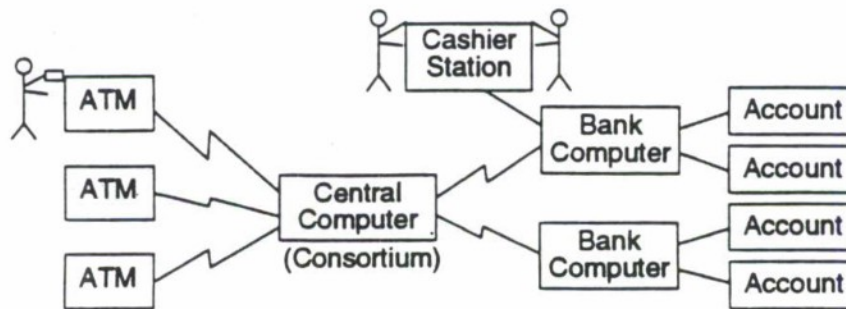 Cashier
Station
ATM
Account
Bank
Computer
Account
ATM
Central
Computer
(Consortium)
Account
Bank
Computer
ATM
Account